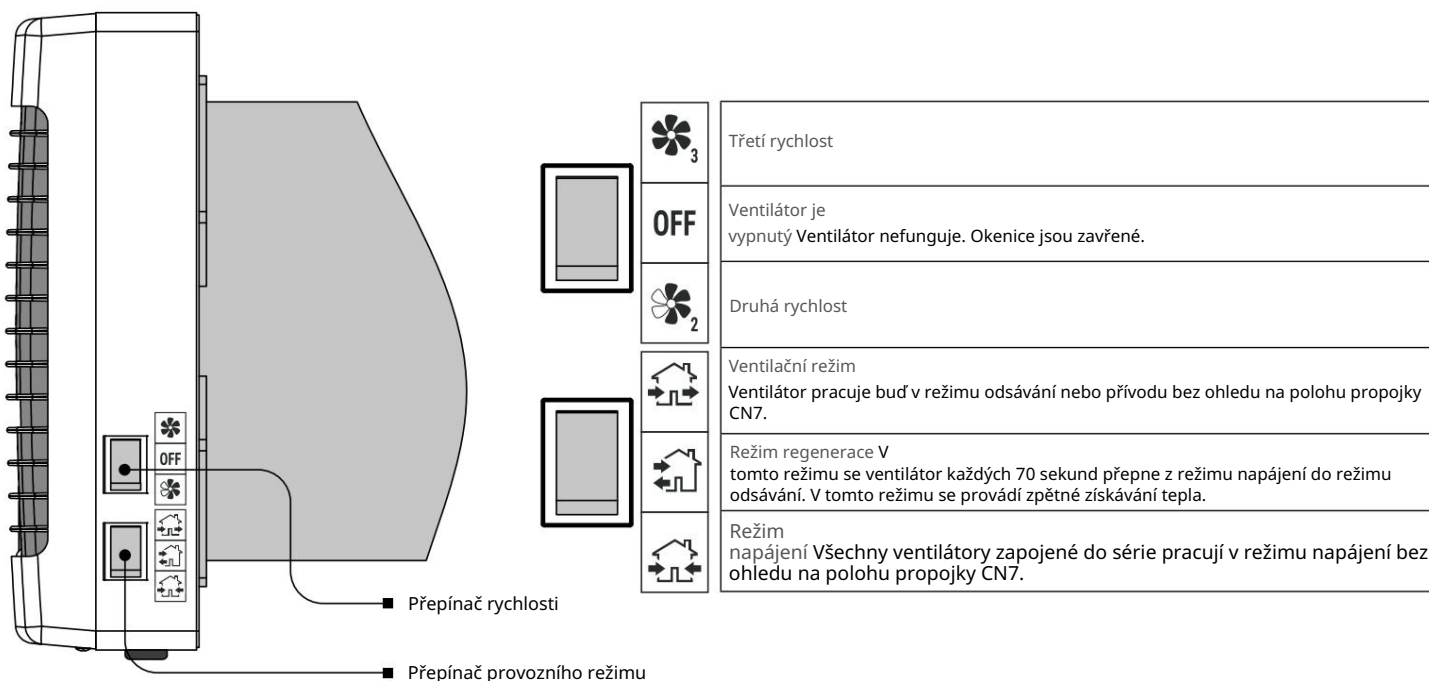 3
Třetí rychlost
OFF
Ventilátor je
vypnutý Ventilátor nefunguje. Okenice jsou zavřené.
2
Druhá rychlost
Ventilační režim
Ventilátor pracuje buď v režimu odsávání nebo přívodu bez ohledu na polohu propojky
CN7.
Režim regenerace V
tomto režimu se ventilátor každých 70 sekund přepne z režimu napájení do režimu
odsávání. V tomto režimu se provádí zpětné získávání tepla.
Režim
napájení Všechny ventilátory zapojené do série pracují v režimu napájení bez
ohledu na polohu propojky CN7.
OFF
Přepínač rychlosti
Přepínač provozního režimu